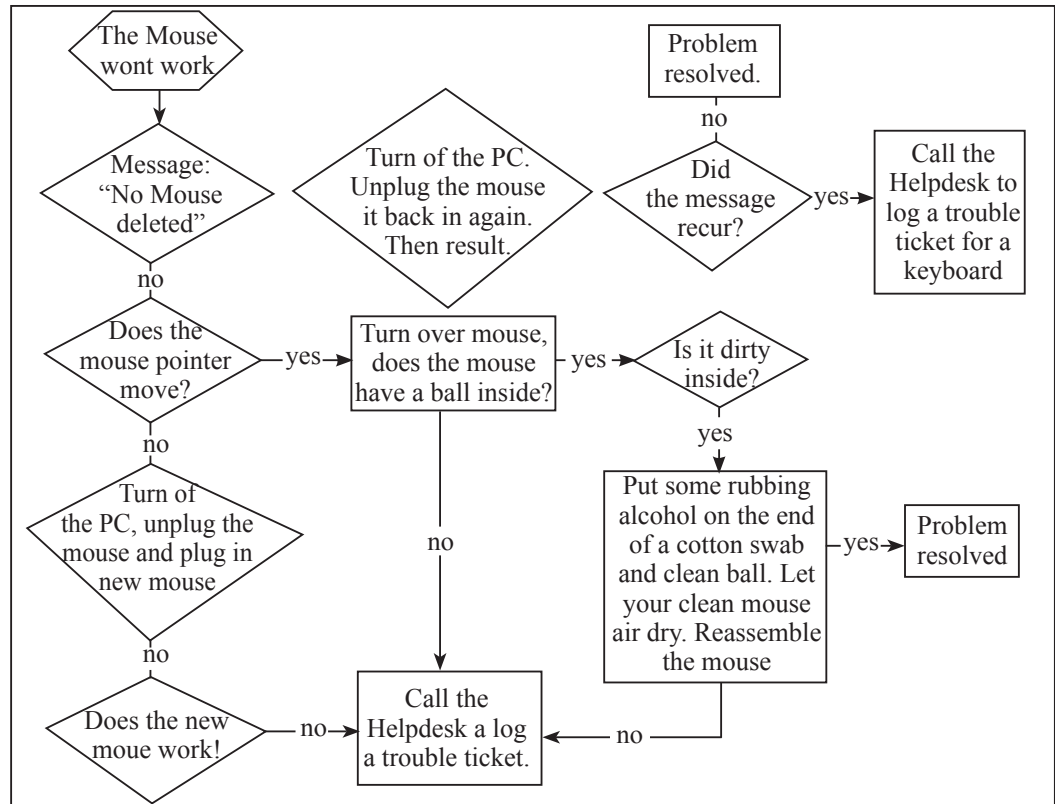 The Mouse
wont work
Message:
“No Mouse
deleted”
no
Does the
mouse pointer
move?
no
Turn of
the PC, unplug the
mouse and plug in
new mouse
no
Does the new
moue work!
no
Turn of the PC.
Unplug the mouse
it back in again.
Then result.
yes
Turn over mouse,
does the mouse
have a ball inside?
no
Call the
Helpdesk a log
a trouble ticket.
Problem
resolved.
no
Did
the message
recur?
yes
Call the
Helpdesk to
log a trouble
ticket for a
keyboard
yes
Is it dirty
inside?
yes
Put some rubbing
alcohol on the end
of a cotton swab
and clean ball. Let
your clean mouse
air dry. Reassemble
the mouse
yes
Problem
resolved
no